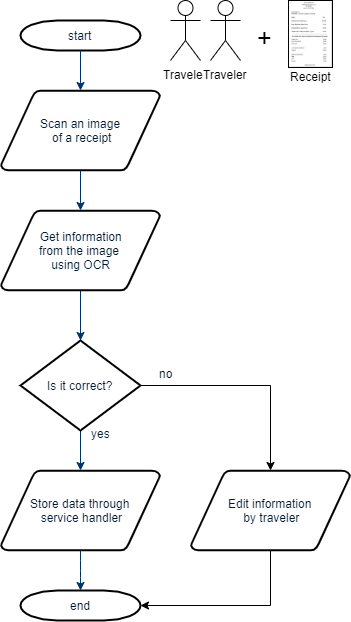 start
TraveleTraveler
+
Receipt
Scan an image
of a receipt
Get information
from the image
using OCR
Is it correct?
no
yes
Store data through
service handler
Edit information
by traveler
end